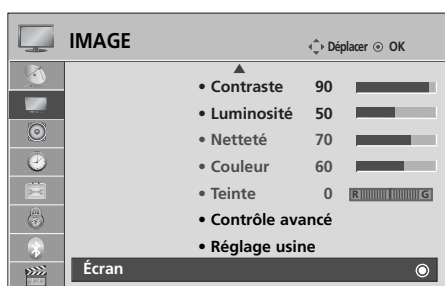 IMAGE
Déplacer OK
• Contraste 90
• Luminosité 50
• Netteté 70
• Couleur 60
• Teinte 0 R G
• Contrôle avancé
• Réglage usine
Écran